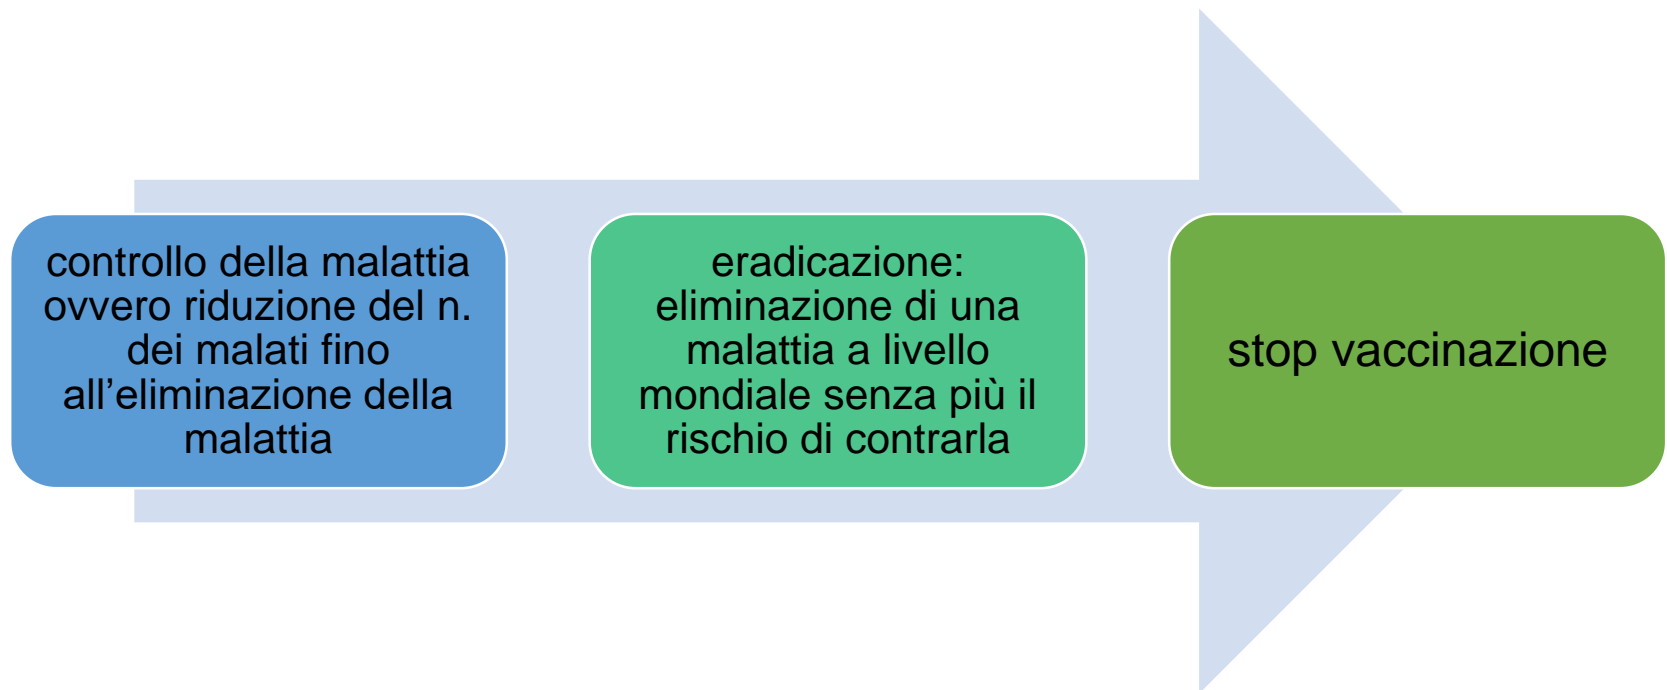 controllo della malattia
ovvero riduzione del n.
dei malati fino
all’eliminazione della
malattia
eradicazione:
eliminazione di una
malattia a livello
mondiale senza più il
rischio di contrarla
stop vaccinazione